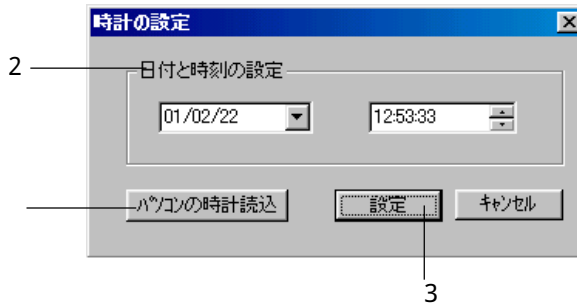 時計の設定
2
日付と時刻の設定
01/02/22 12:53:33
パソコンの時計読込 設定 キャンセル
3